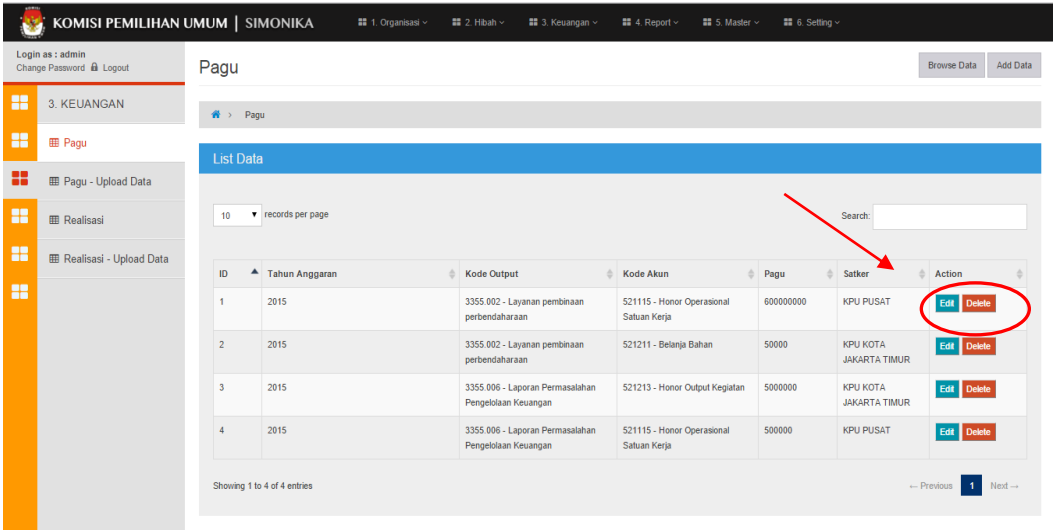 KOMISI PEMILIHAN UMUM | SIMONIKA
1. Organisasi
2. Hibah
3. Keuangan
4. Report
5. Master
6. Setting
Login as : admin
Change Password Logout
Pagu
Browse Data
Add Data
3. KEUANGAN
Pagu
Pagu - Upload Data
Realisasi
Realisasi - Upload Data
> Pagu
List Data
10 records per page
Search:
ID Tahun Anggaran Kode Output Kode Akun Pagu Satker Action
1 2015 3355.002 - Layanan pembinaan 521115 - Honor Operasional 600000000 KPU PUSAT Edit Delete
perbendaharaan Satuan Kerja
2 2015 3355.002 - Layanan pembinaan 521211 - Belanja Bahan 50000 KPU KOTA Edit Delete
perbendaharaan JAKARTA TIMUR
3 2015 3355.006 - Laporan Permasalahan 521213 - Honor Output Kegiatan 5000000 KPU KOTA Edit Delete
Pengelolaan Keuangan JAKARTA TIMUR
4 2015 3355.006 - Laporan Permasalahan 521115 - Honor Operasional 500000 KPU PUSAT Edit Delete
Pengelolaan Keuangan Satuan Kerja
Showing 1 to 4 of 4 entries
← Previous 1 Next →